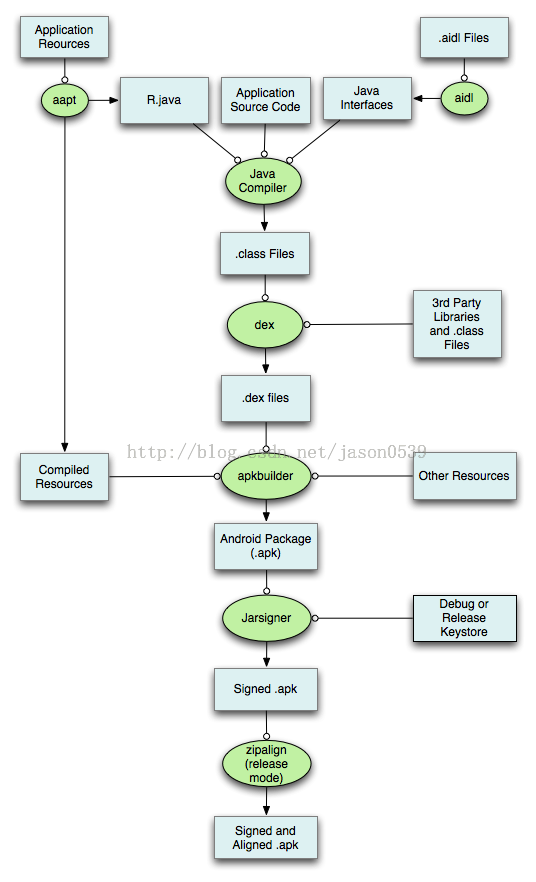 Application
Reources
.aidl Files
aapt
R.java
Application
Source Code
Java
Interfaces
aidl
Java
Compiler
.class Files
dex
3rd Party
Libraries
and .class
Files
.dex files
http://blog.csdn.net/jason0539
Compiled
Resources
apkbuilder
Other Resources
Android Package
(.apk)
Jarsigner
Debug or
Release
Keystore
Signed .apk
zipalign
(release
mode)
Signed and
Aligned .apk